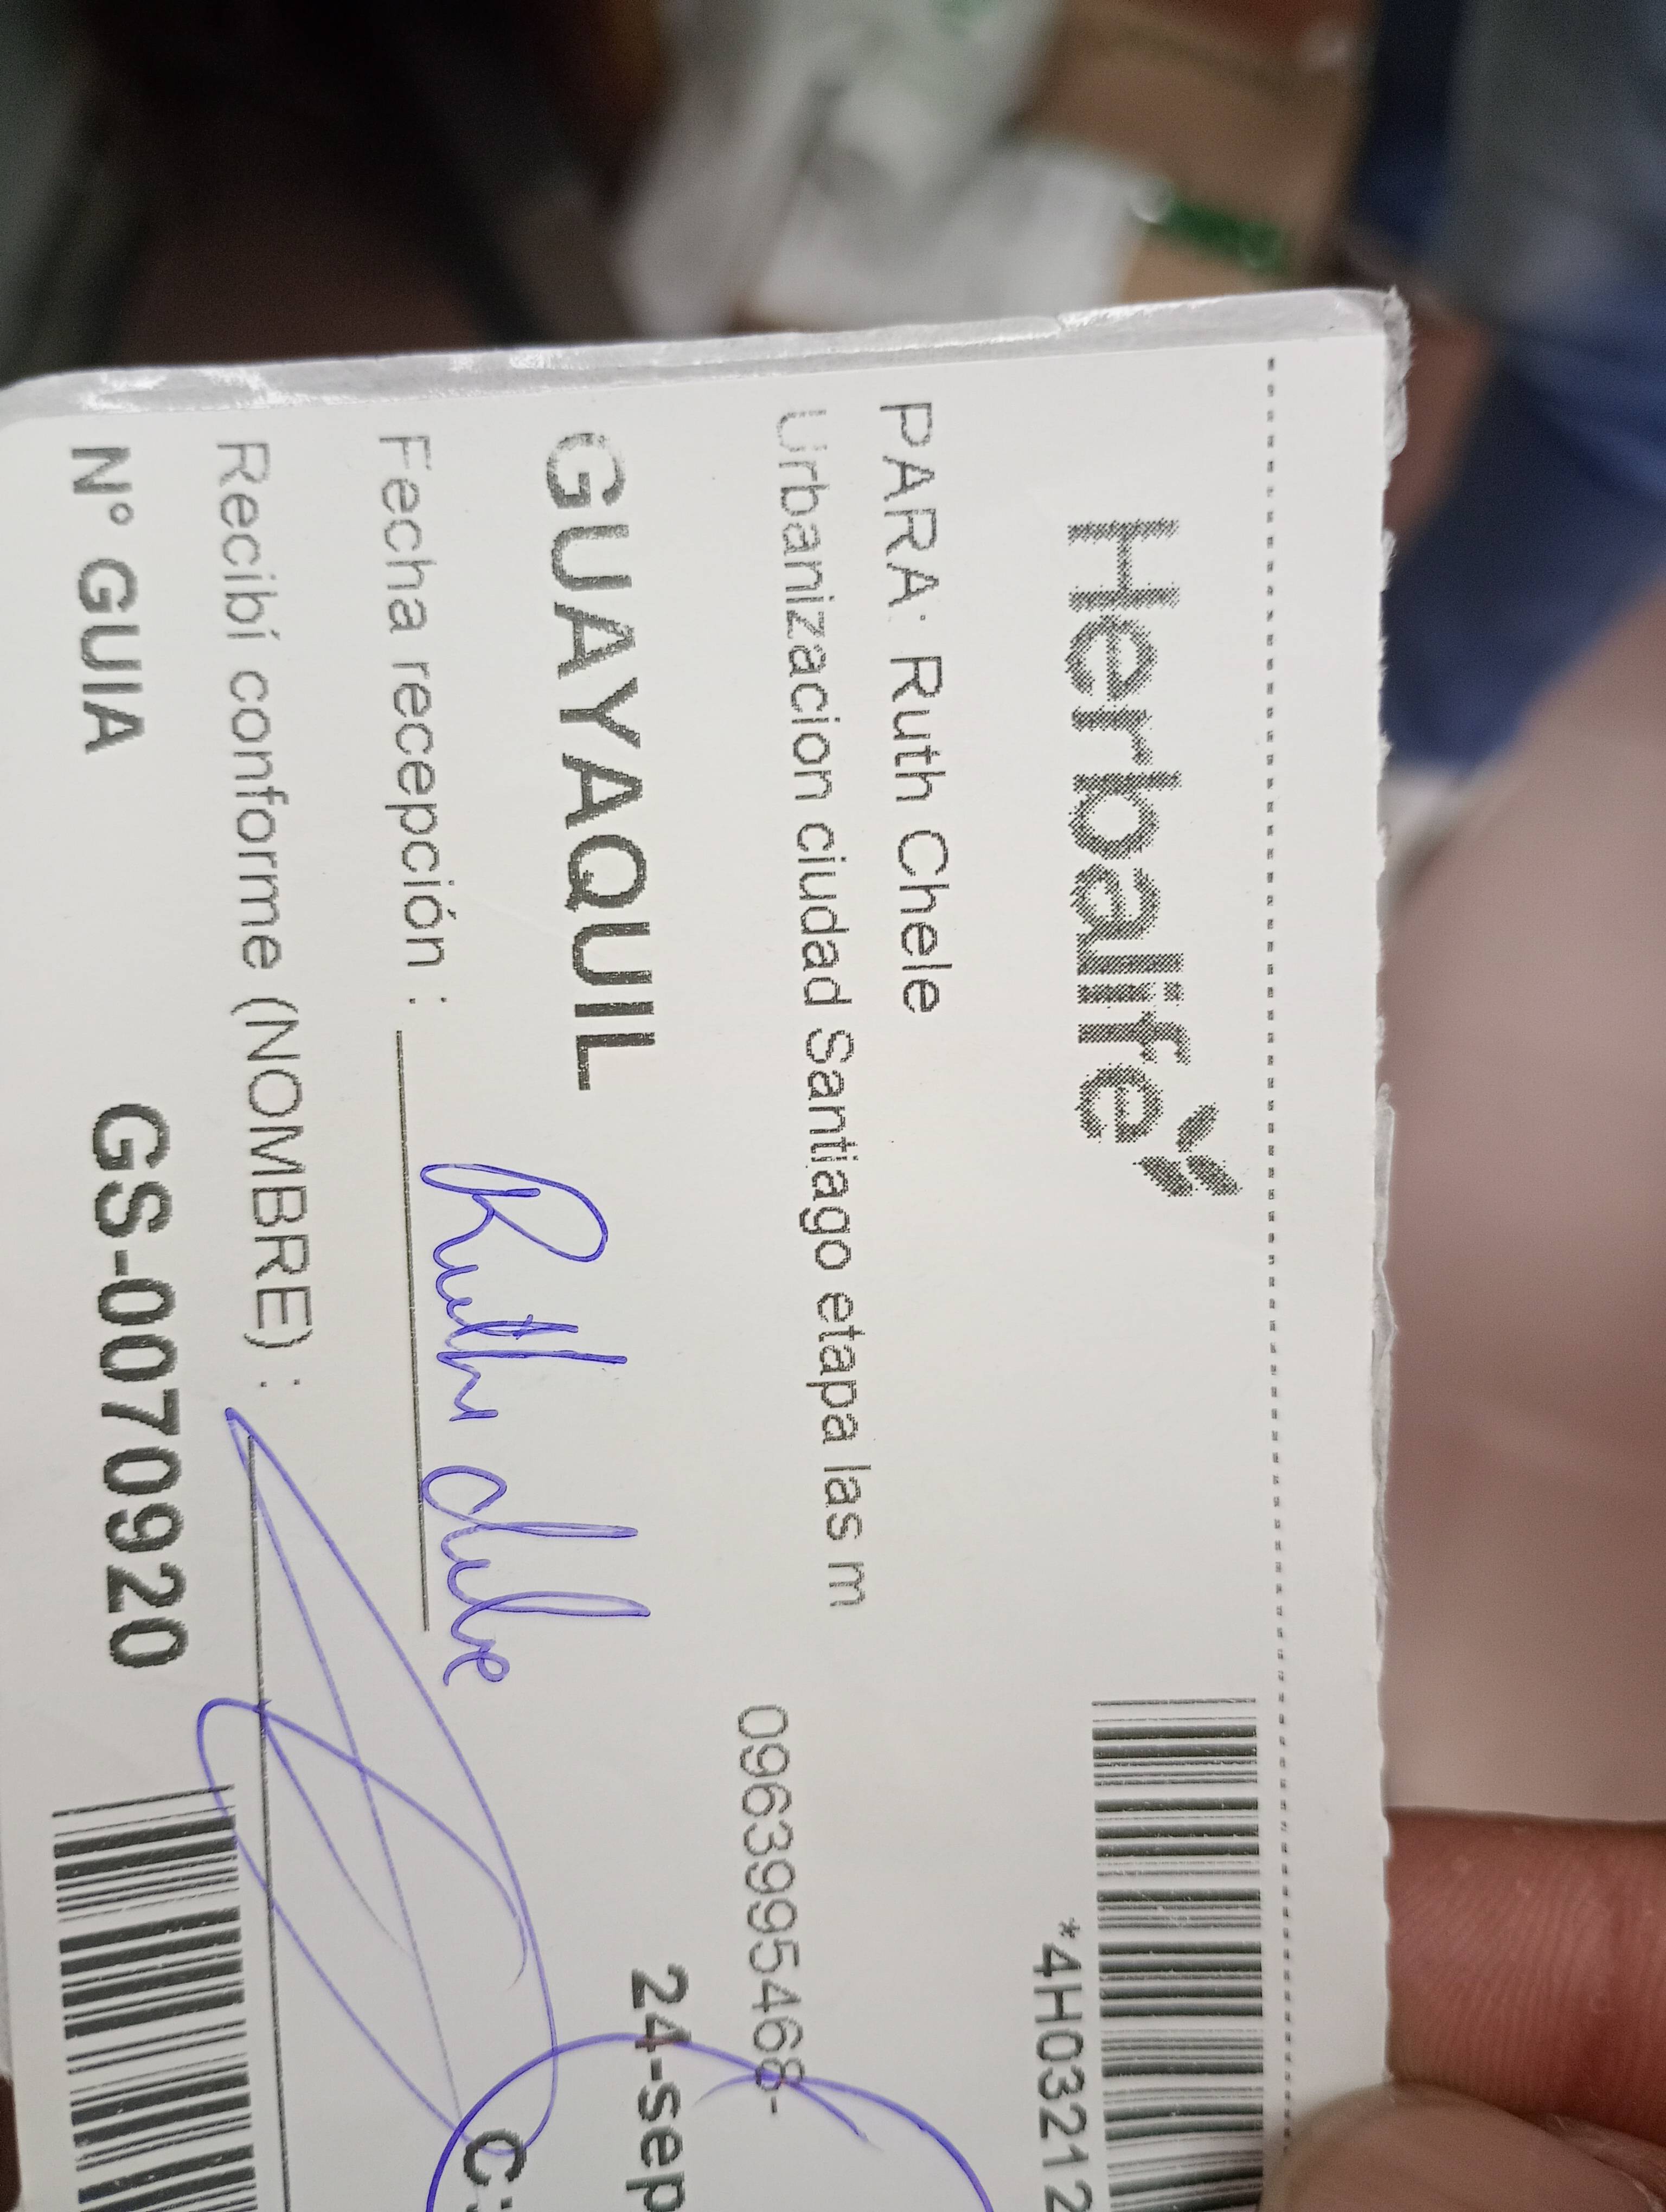 Herbalife
*4H03212
PARA: Ruth Chele
Urbanizacion ciudad Santiago etapa las m
0963995468-
GUAYAQUIL
24-sep
Ruth Chele
Fecha recepción :
C:
Recibí conforme (NOMBRE) :
N° GUIA GS-0070920